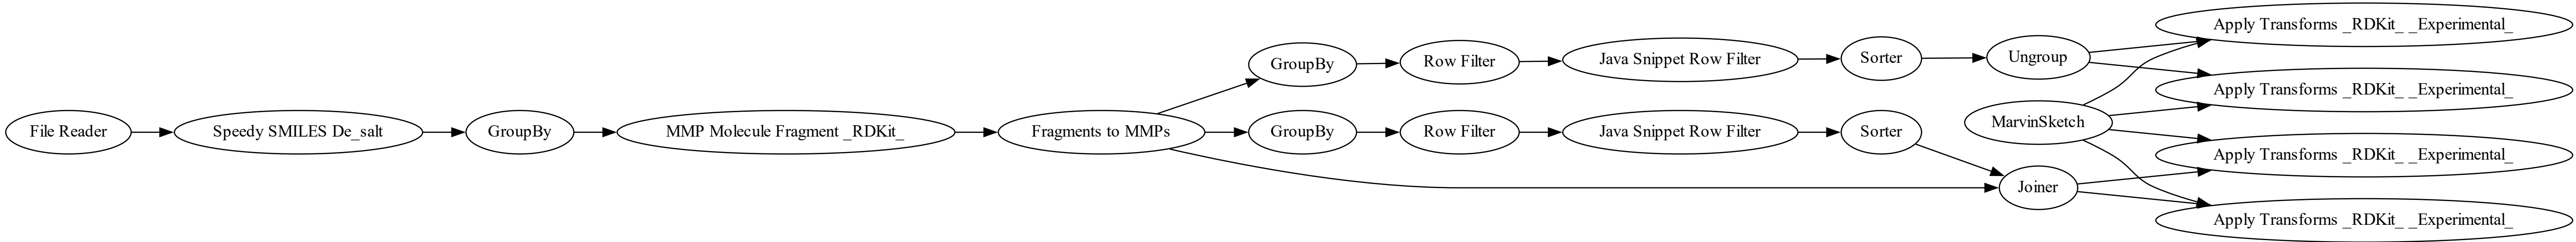 File Reader
Speedy SMILES De_salt
GroupBy
MMP Molecule Fragment _RDKit_
Fragments to MMPs
GroupBy
Row Filter
Java Snippet Row Filter
Sorter
Ungroup
GroupBy
Row Filter
Java Snippet Row Filter
Sorter
Joiner
MarvinSketch
Apply Transforms _RDKit_ _Experimental_
Apply Transforms _RDKit_ _Experimental_
Apply Transforms _RDKit_ _Experimental_
Apply Transforms _RDKit_ _Experimental_